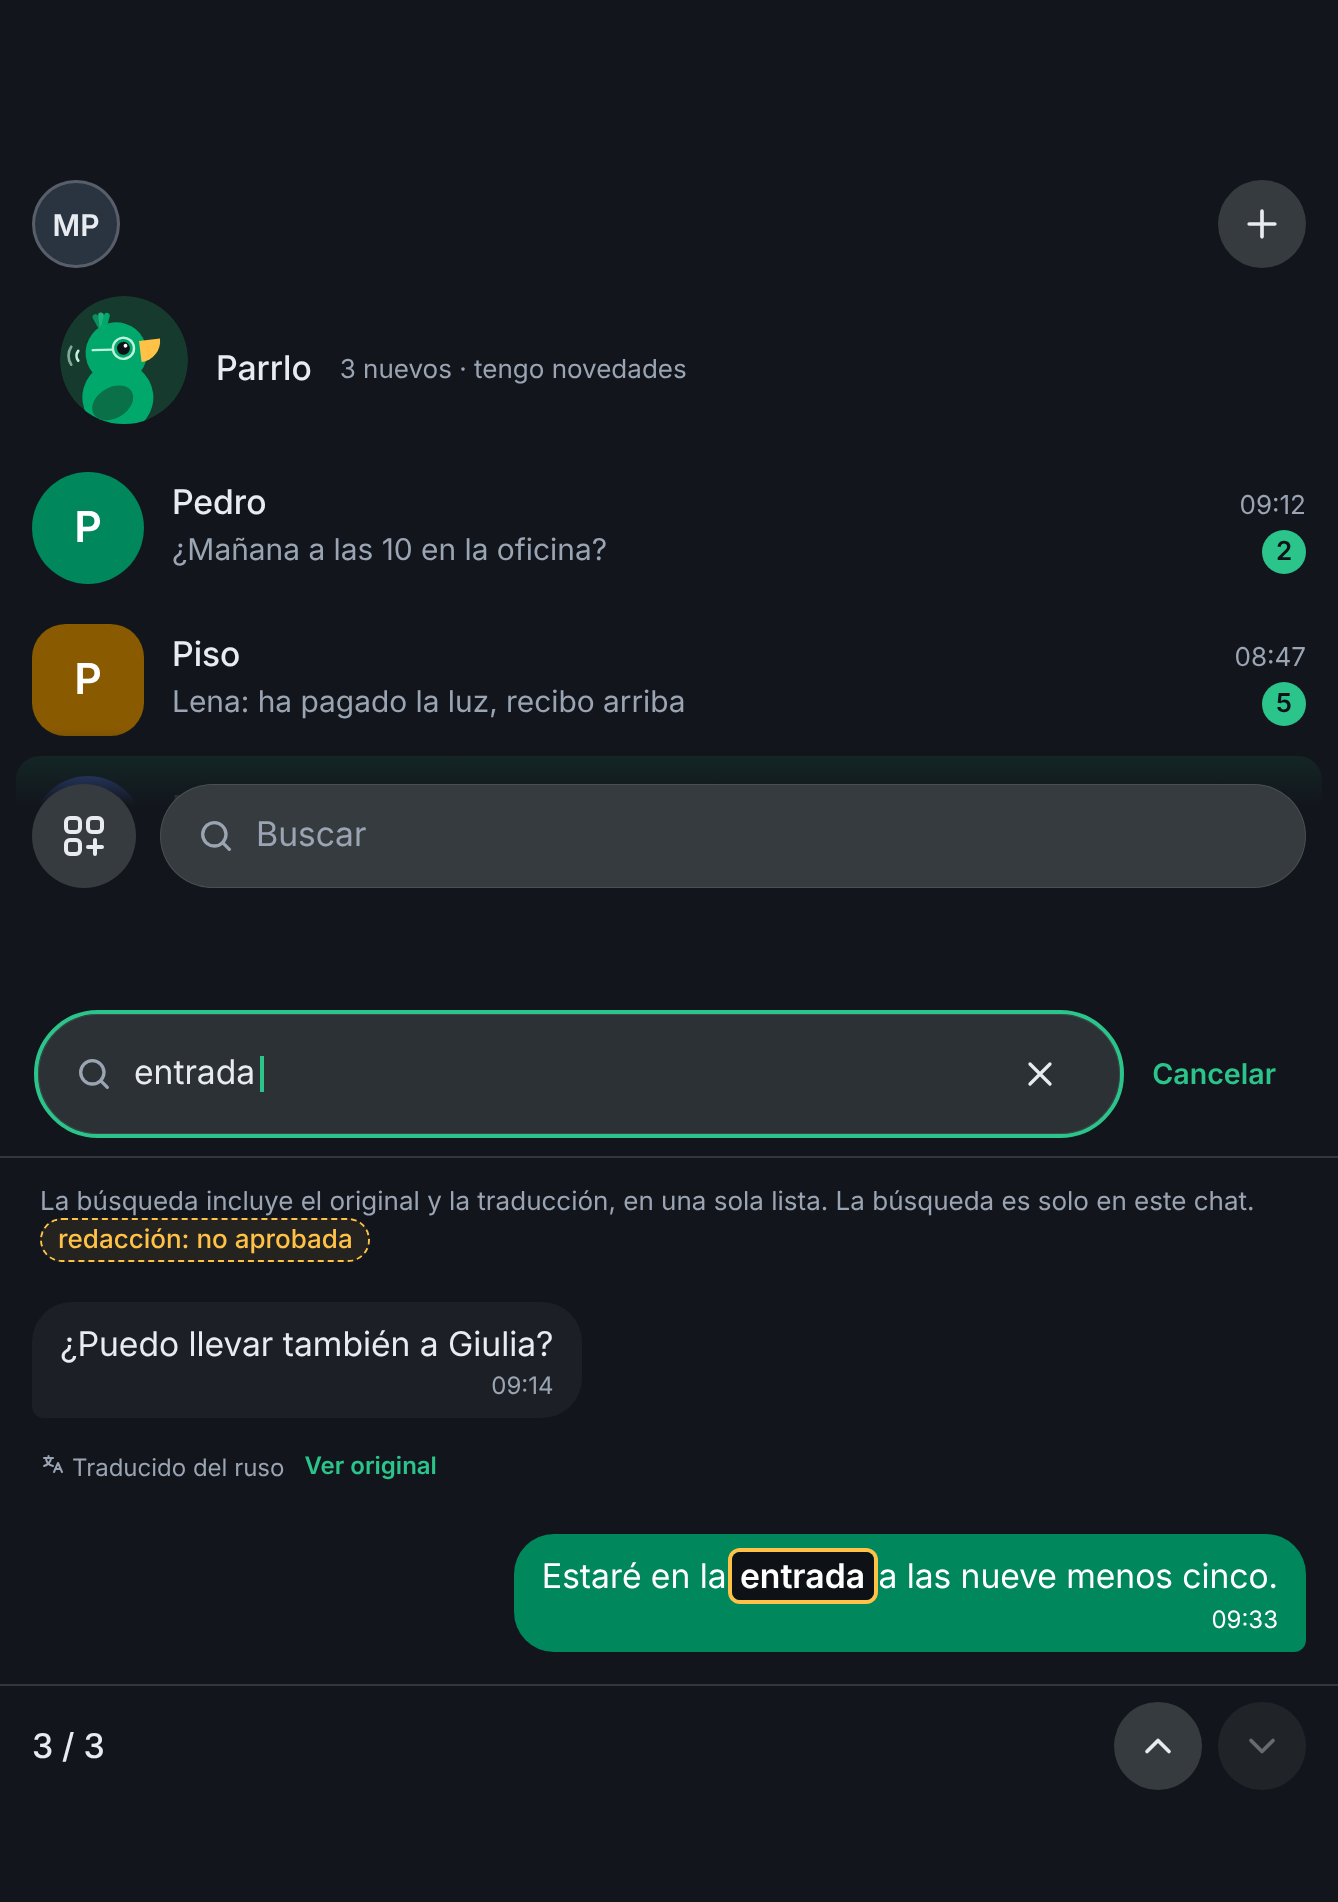 MP
Parrlo 3 nuevos · tengo novedades
P
Pedro 09:12
¿Mañana a las 10 en la oficina? 2
P
Piso 08:47
Lena: ha pagado la luz, recibo arriba 5
Buscar
entrada Cancelar
La búsqueda incluye el original y la traducción, en una sola lista. La búsqueda es solo en este chat.
redacción: no aprobada
¿Puedo llevar también a Giulia?
09:14
Traducido del ruso Ver original
Estaré en la entrada a las nueve menos cinco.
09:33
3 / 3